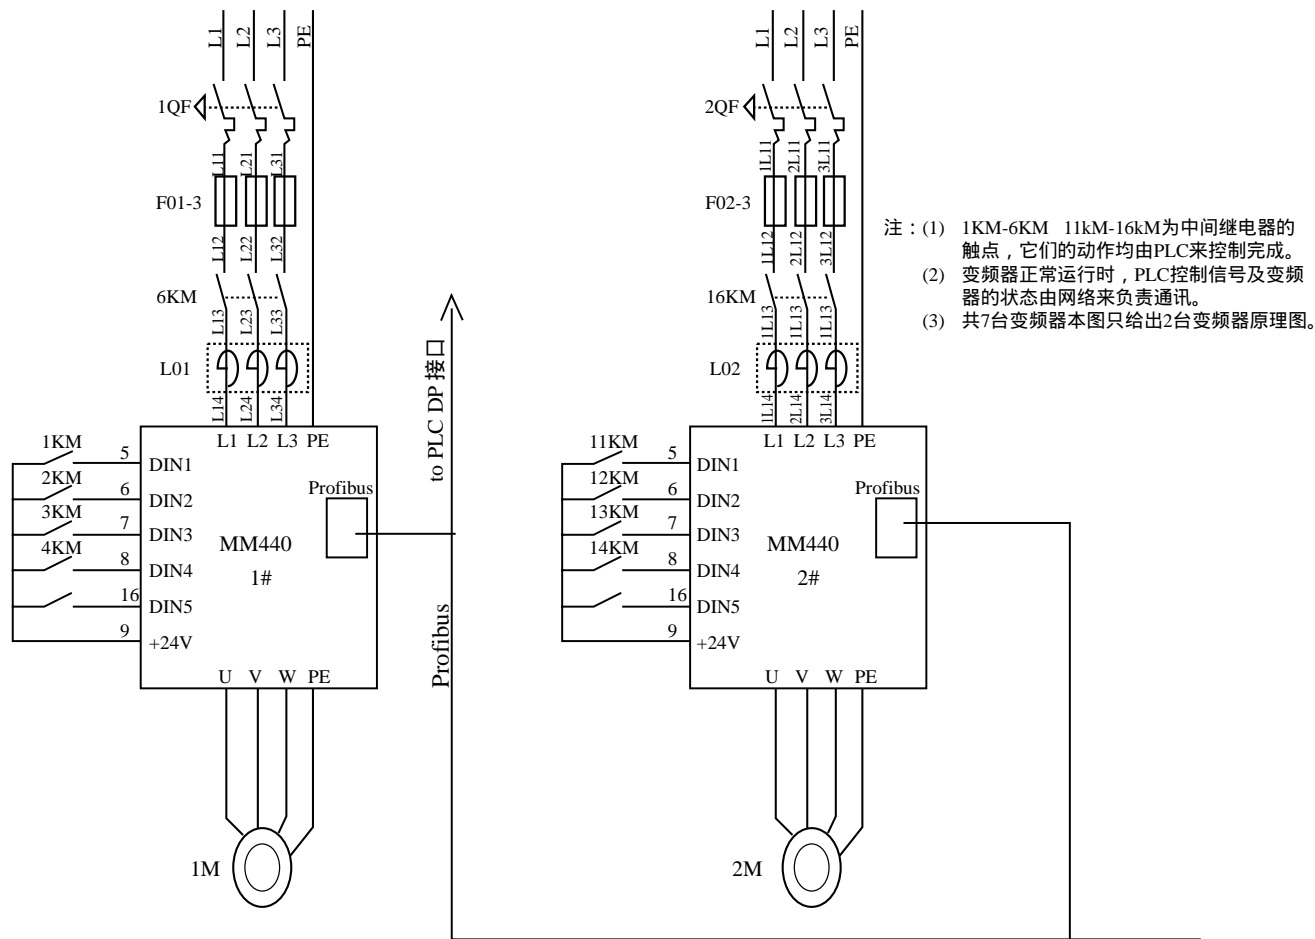 L1 L2 L3 PE
1QF
L11 L21 L31
F01-3
L12 L22 L32
6KM
L13 L23 L33
L01
L14 L24 L34
L1 L2 L3 PE
1KM 5 DIN1
2KM 6 DIN2
3KM 7 DIN3
4KM 8 DIN4
16 DIN5
9 +24V
Profibus
MM440
1#
U V W PE
1M
to PLC DP 接口
Profibus
L1 L2 L3 PE
2QF
1L11 2L11 3L11
F02-3
1L12 2L12 3L12
16KM
1L13 1L13 1L13
L02
1L14 2L14 3L14
L1 L2 L3 PE
11KM 5 DIN1
12KM 6 DIN2
13KM 7 DIN3
14KM 8 DIN4
16 DIN5
9 +24V
Profibus
MM440
2#
U V W PE
2M
注：(1) 1KM-6KM 11kM-16kM为中间继电器的
触点，它们的动作均由PLC来控制完成。
(2) 变频器正常运行时，PLC控制信号及变频
器的状态由网络来负责通讯。
(3) 共7台变频器本图只给出2台变频器原理图。